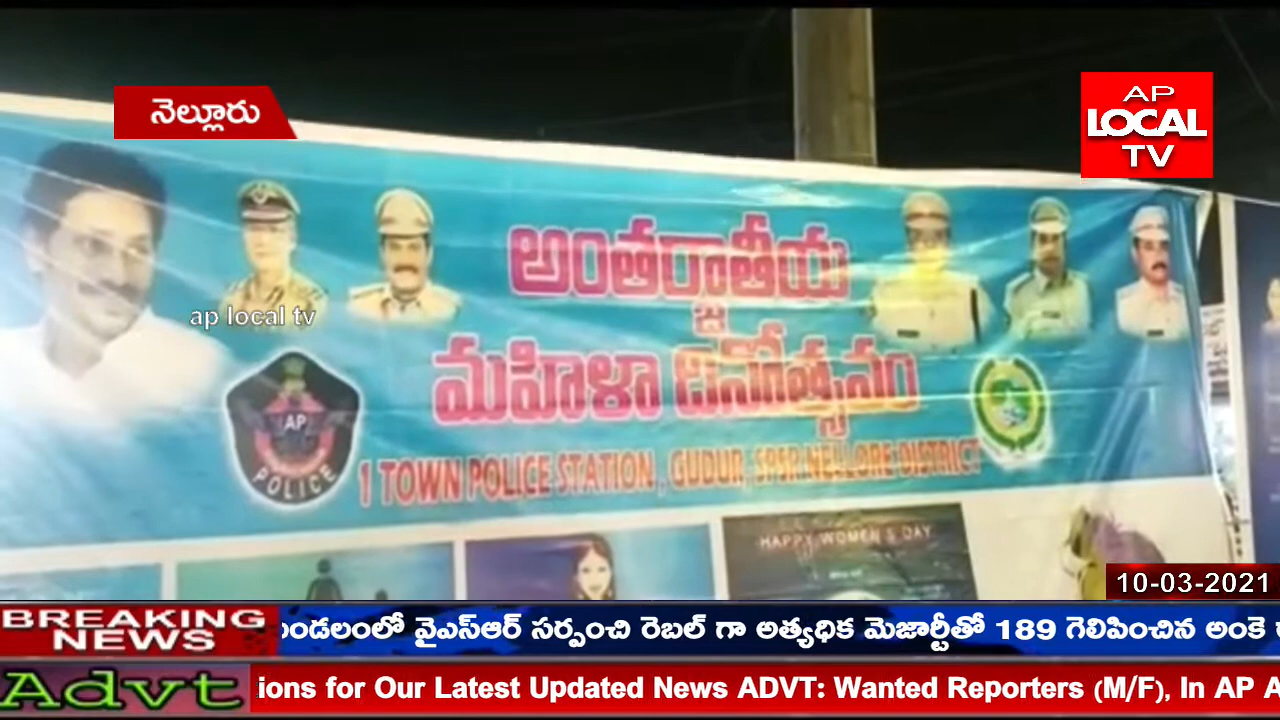 నెల్లూరు
AP
LOCAL
TV
అంతర్జాతీయ
ap local tv
మహిళా దినోత్సవం
AP
POLICE
1 TOWN POLICE STATION, GUDUR, SPSR NELLORE DISTRICT
HAPPY WOMEN'S DAY
10-03-2021
BREAKING
NEWS
వైఎస్ఆర్ సర్పంచి రెబల్ గా అత్యధిక మెజార్టీతో 189 గెలిపించిన అంకె
Advt
ions for Our Latest Updated News ADVT: Wanted Reporters (M/F), In AP A